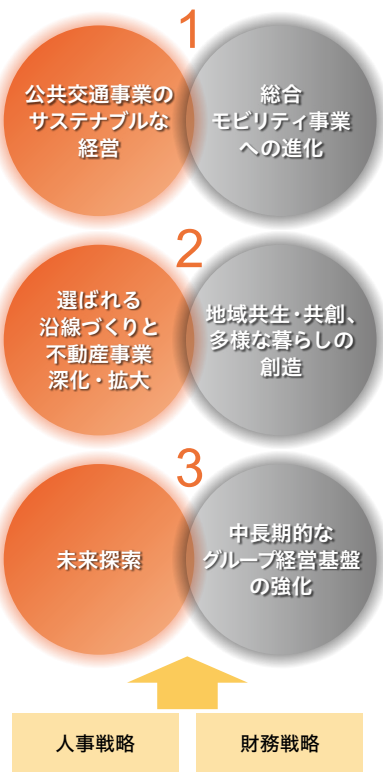 1
公共交通事業の
サステナブルな
経営
総合
モビリティ事業
への進化
2
選ばれる
沿線づくりと
不動産事業
深化・拡大
地域共生・共創、
多様な暮らしの
創造
3
未来探索
中長期的な
グループ経営基盤
の強化
人事戦略
財務戦略